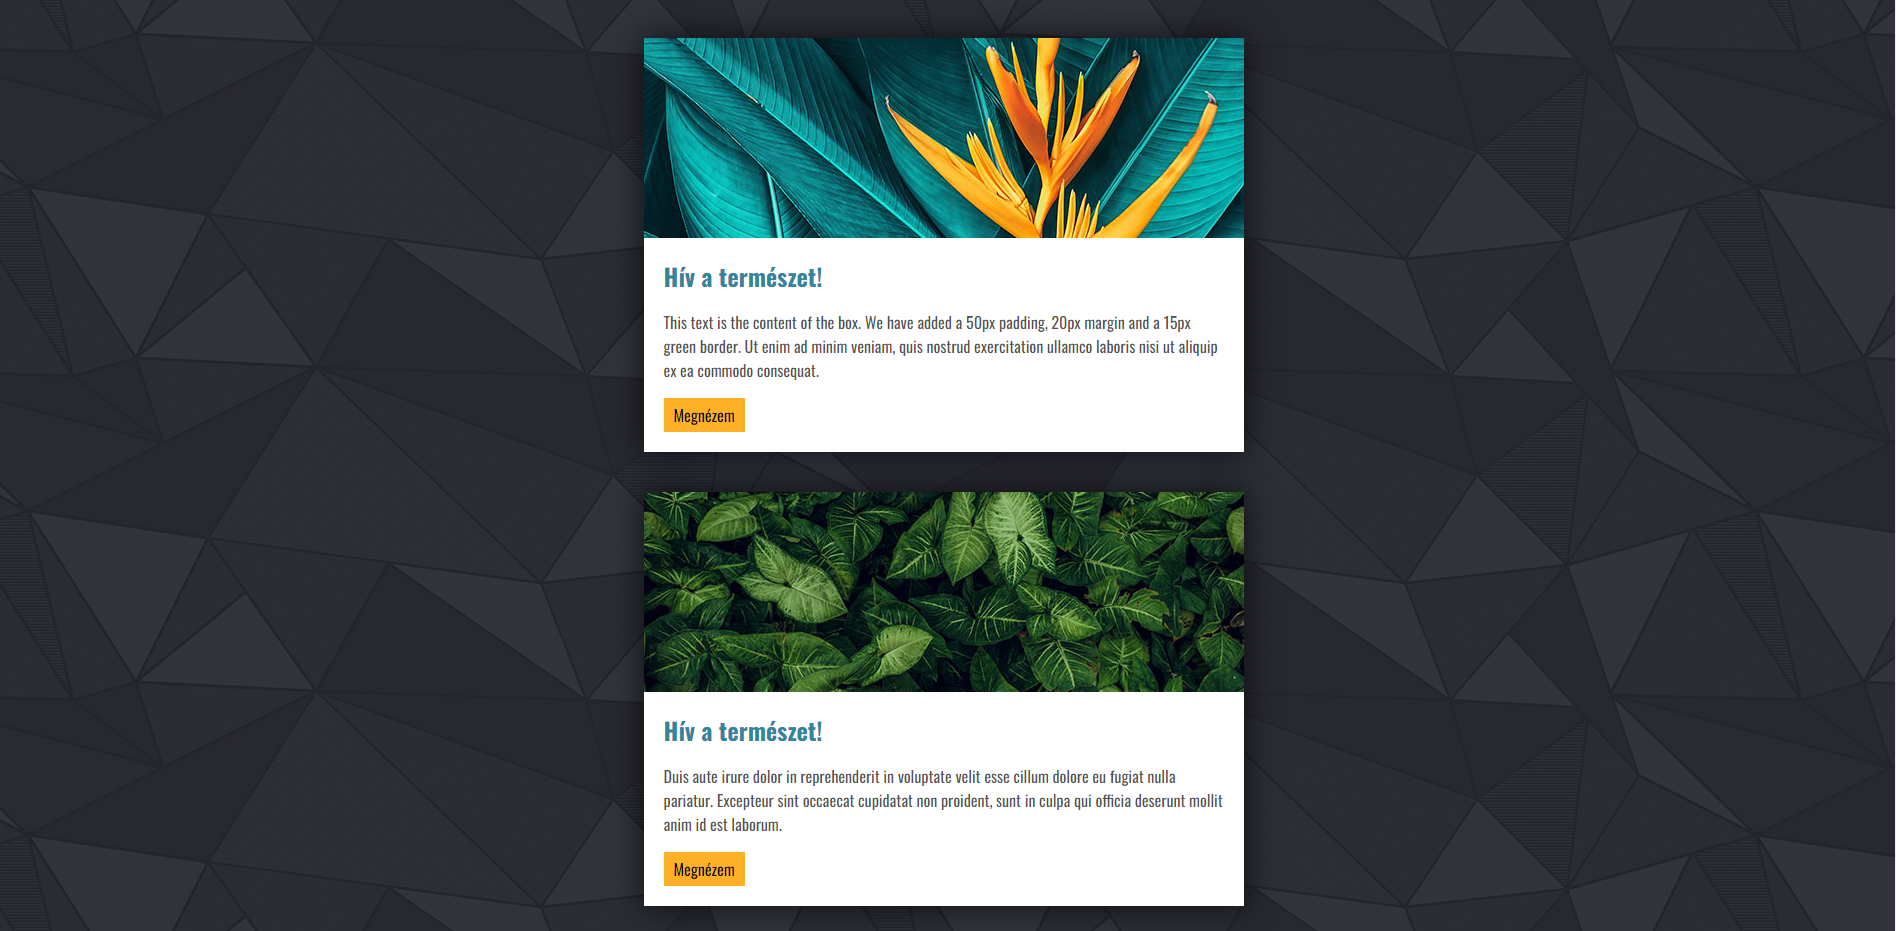 Hív a természet!
This text is the content of the box. We have added a 50px padding, 20px margin and a 15px
green border. Ut enim ad minim veniam, quis nostrud exercitation ullamco laboris nisi ut aliquip
ex ea commodo consequat.
Megnézem
Hív a természet!
Duis aute irure dolor in reprehenderit in voluptate velit esse cillum dolore eu fugiat nulla
pariatur. Excepteur sint occaecat cupidatat non proident, sunt in culpa qui officia deserunt mollit
anim id est laborum.
Megnézem